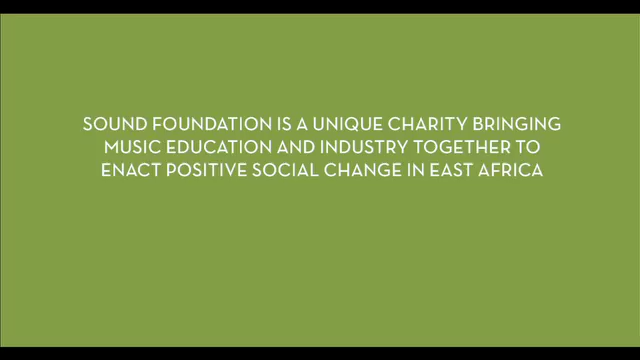 SOUND FOUNDATION IS A UNIQUE CHARITY BRINGING
MUSIC EDUCATION AND INDUSTRY TOGETHER TO
ENACT POSITIVE SOCIAL CHANGE IN EAST AFRICA